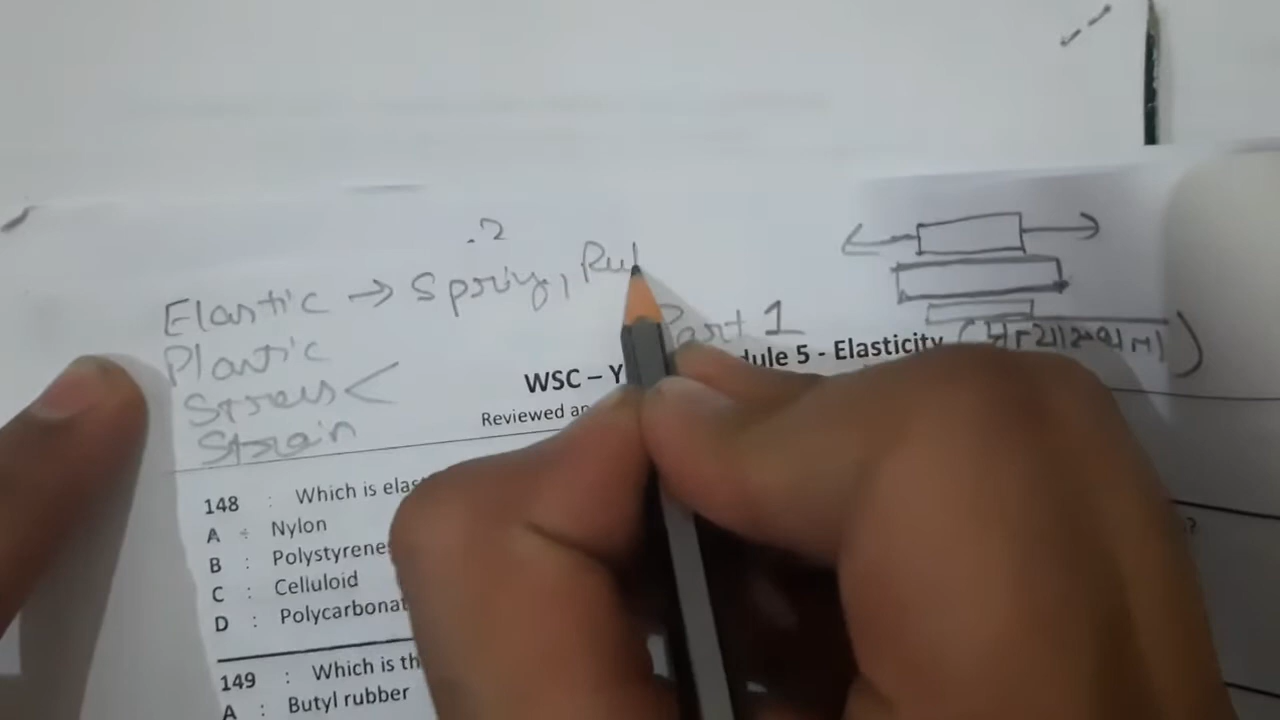 .2
Elastic → Spring, Rub
Plastic
Stress <
Strain
Part 1
WSC – Y dule 5 - Elasticity
Reviewed an
148 : Which is elas
A : Nylon
B : Polystyrene
C : Celluloid
D : Polycarbonat
149 : Which is th
A : Butyl rubber